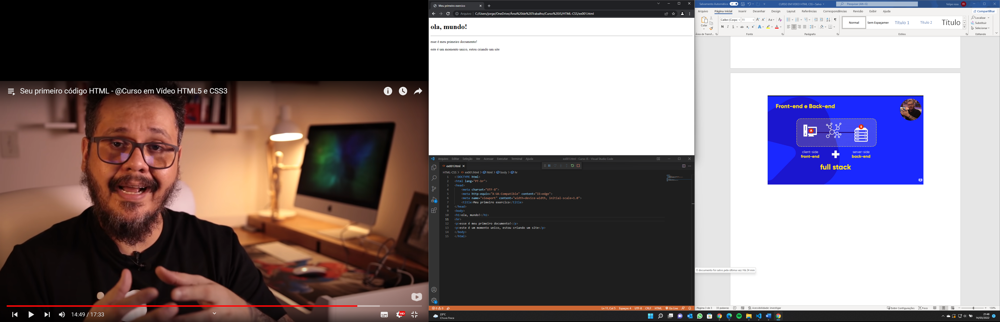 Seu primeiro código HTML - @Curso em Vídeo HTML5 e CSS3
HD
14:49 / 17:33
Meu primeiro exercico
Arquivo
C:/Users/jorge/OneDrive/Área%20de%20Trabalho/Curso%20JS/HTML-CSS/ex001.html
ola, mundo!
esse é meu primeiro documento!
este é um momento unico, estou criando um site
Arquivo Editar Seleção Ver Acessar Executar Terminal Ajuda
ex001.html - Curso JS - Visual Studio Code
ex001.html
HTML-CSS > ex001.html > html > body > hr
1 <!DOCTYPE html>
2 <html lang="PT-br">
3 <head>
4 <meta charset="UTF-8">
5 <meta http-equiv="X-UA-Compatible" content="IE=edge">
6 <meta name="viewport" content="width=device-width, initial-scale=1.0">
7 <title>Meu primeiro exercico</title>
8 </head>
9 <body>
10 <h1>ola, mundo!</h1>
11 <hr>
12 <p>esse é meu primeiro documento!</p>
13 <p>este é um momento unico, estou criando um site</p>
14 </body>
15 </html>
0 0
Ln 11, Col 5 Espaços: 4 UTF-8 CRLF HTML Go Live
Salvamento Automático
CURSO EM VIDEO HTML CSS • Salvo
Pesquisar (Alt+G)
felipe rosa FR
Arquivo Página Inicial Inserir Desenhar Design Layout Referências Correspondências Revisão Exibir Ajuda
Compartilhar
Colar
Calibri (Corpo 11
Normal Sem Espaçamen Título 1 Título 2 Título
Localizar
Substituir
Selecionar
Área de Transf... Fonte Parágrafo Estilos Editando
Front-end e Back-end
A
S
client-side
front-end
server-side
back-end
full stack
O documento foi salvo pela última vez: Há 24 min
Página 3 de 3 33 palavras Acessibilidade: investigar
Exibir Configurações Foco 130%
23°C
Chuva fraca
21:48
14/03/2022